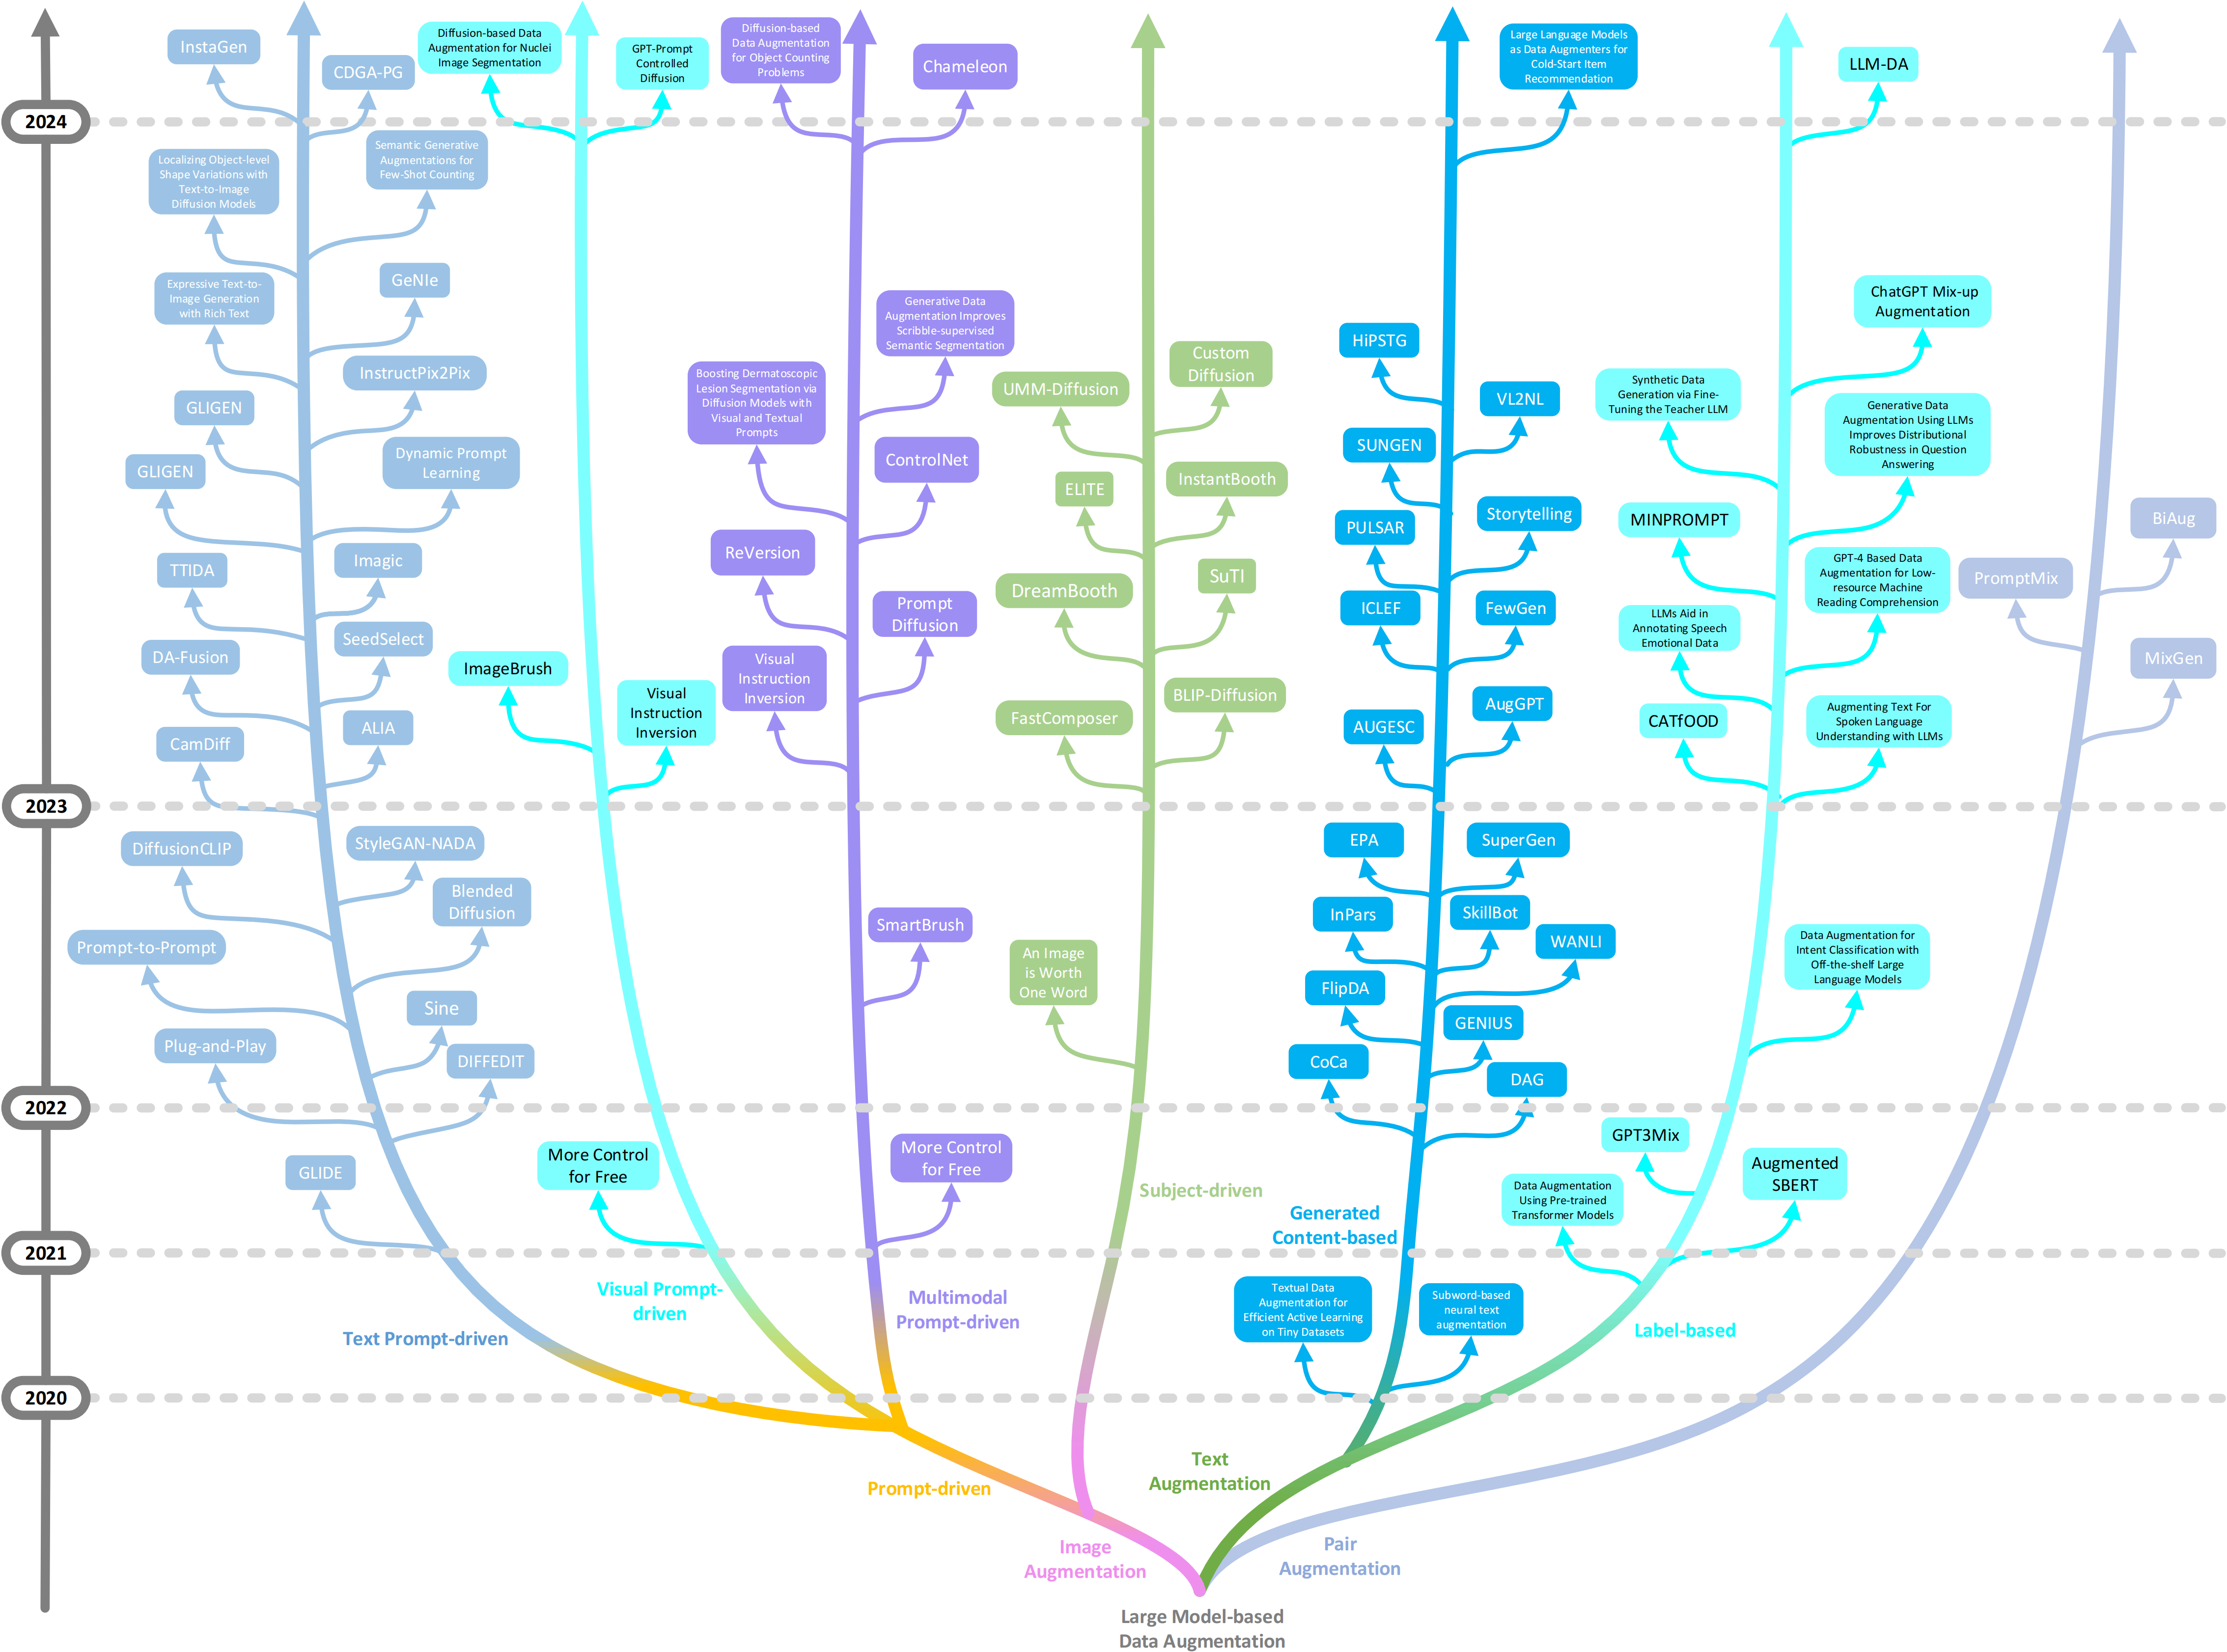 InstaGen
CDGA-PG
Diffusion-based Data
Augmentation for Nuclei
Image Segmentation
GPT-Prompt
Controlled
Diffusion
Diffusion-based
Data Augmentation
for Object Counting
Problems
Chameleon
Large Language Models
as Data Augmenters for
Cold-Start Item
Recommendation
LLM-DA
2024
Localizing Object-level
Shape Variations with
Text-to-Image
Diffusion Models
Semantic Generative
Augmentations for
Few-Shot Counting
Expressive Text-to-
Image Generation
with Rich Text
GeNIe
GLIGEN
InstructPix2Pix
GLIGEN
Dynamic Prompt
Learning
TTIDA
Imagic
DA-Fusion
SeedSelect
CamDiff
ALIA
ImageBrush
Visual
Instruction
Inversion
Generative Data
Augmentation Improves
Scribble-supervised
Semantic Segmentation
Boosting Dermatoscopic
Lesion Segmentation via
Diffusion Models with
Visual and Textual
Prompts
ControlNet
ReVersion
Prompt
Diffusion
Visual
Instruction
Inversion
UMM-Diffusion
Custom
Diffusion
ELITE
InstantBooth
DreamBooth
SuTI
FastComposer
BLIP-Diffusion
HiPSTG
VL2NL
SUNGEN
Storytelling
PULSAR
ICLEF
FewGen
AUGESC
AugGPT
ChatGPT Mix-up
Augmentation
Synthetic Data
Generation via Fine-
Tuning the Teacher LLM
Generative Data
Augmentation Using LLMs
Improves Distributional
Robustness in Question
Answering
MINPROMPT
GPT-4 Based Data
Augmentation for Low-
resource Machine
Reading Comprehension
LLMs Aid in
Annotating Speech
Emotional Data
CATfOOD
Augmenting Text For
Spoken Language
Understanding with LLMs
BiAug
PromptMix
MixGen
2023
DiffusionCLIP
StyleGAN-NADA
Blended
Diffusion
Prompt-to-Prompt
Sine
Plug-and-Play
DIFFEDIT
SmartBrush
An Image
is Worth
One Word
EPA
SuperGen
InPars
SkillBot
WANLI
FlipDA
GENIUS
CoCa
DAG
Data Augmentation for
Intent Classification with
Off-the-shelf Large
Language Models
2022
GLIDE
More Control
for Free
More Control
for Free
Subject-driven
Generated
Content-based
GPT3Mix
Data Augmentation
Using Pre-trained
Transformer Models
Augmented
SBERT
2021
Text Prompt-driven
Visual Prompt-
driven
Multimodal
Prompt-driven
Textual Data
Augmentation for
Efficient Active Learning
on Tiny Datasets
Subword-based
neural text
augmentation
Label-based
2020
Prompt-driven
Text
Augmentation
Image
Augmentation
Pair
Augmentation
Large Model-based
Data Augmentation